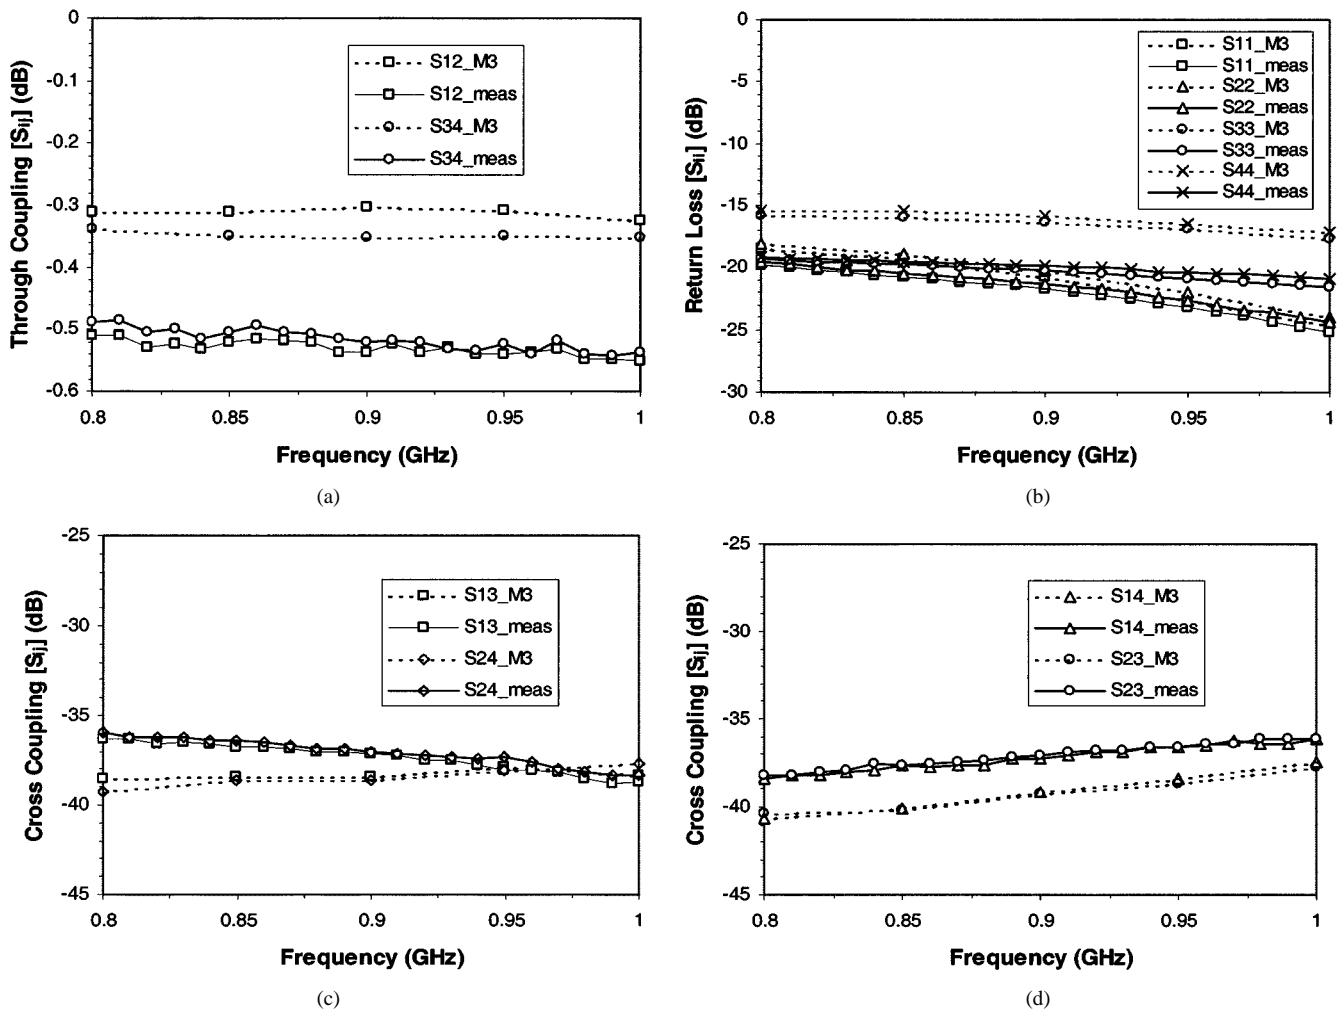 0
-0.1
-0.2
-0.3
-0.4
-0.5
-0.6
Through Coupling [Sij] (dB)
S12_M3
S12_meas
S34_M3
S34_meas
0.8
0.85
0.9
0.95
1
Frequency (GHz)
(a)
0
-5
-10
-15
-20
-25
-30
Return Loss [Sii] (dB)
S11_M3
S11_meas
S22_M3
S22_meas
S33_M3
S33_meas
S44_M3
S44_meas
0.8
0.85
0.9
0.95
1
Frequency (GHz)
(b)
-25
-30
-35
-40
-45
Cross Coupling [Sij] (dB)
S13_M3
S13_meas
S24_M3
S24_meas
0.8
0.85
0.9
0.95
1
Frequency (GHz)
(c)
-25
-30
-35
-40
-45
Cross Coupling [Sij] (dB)
S14_M3
S14_meas
S23_M3
S23_meas
0.8
0.85
0.9
0.95
1
Frequency (GHz)
(d)